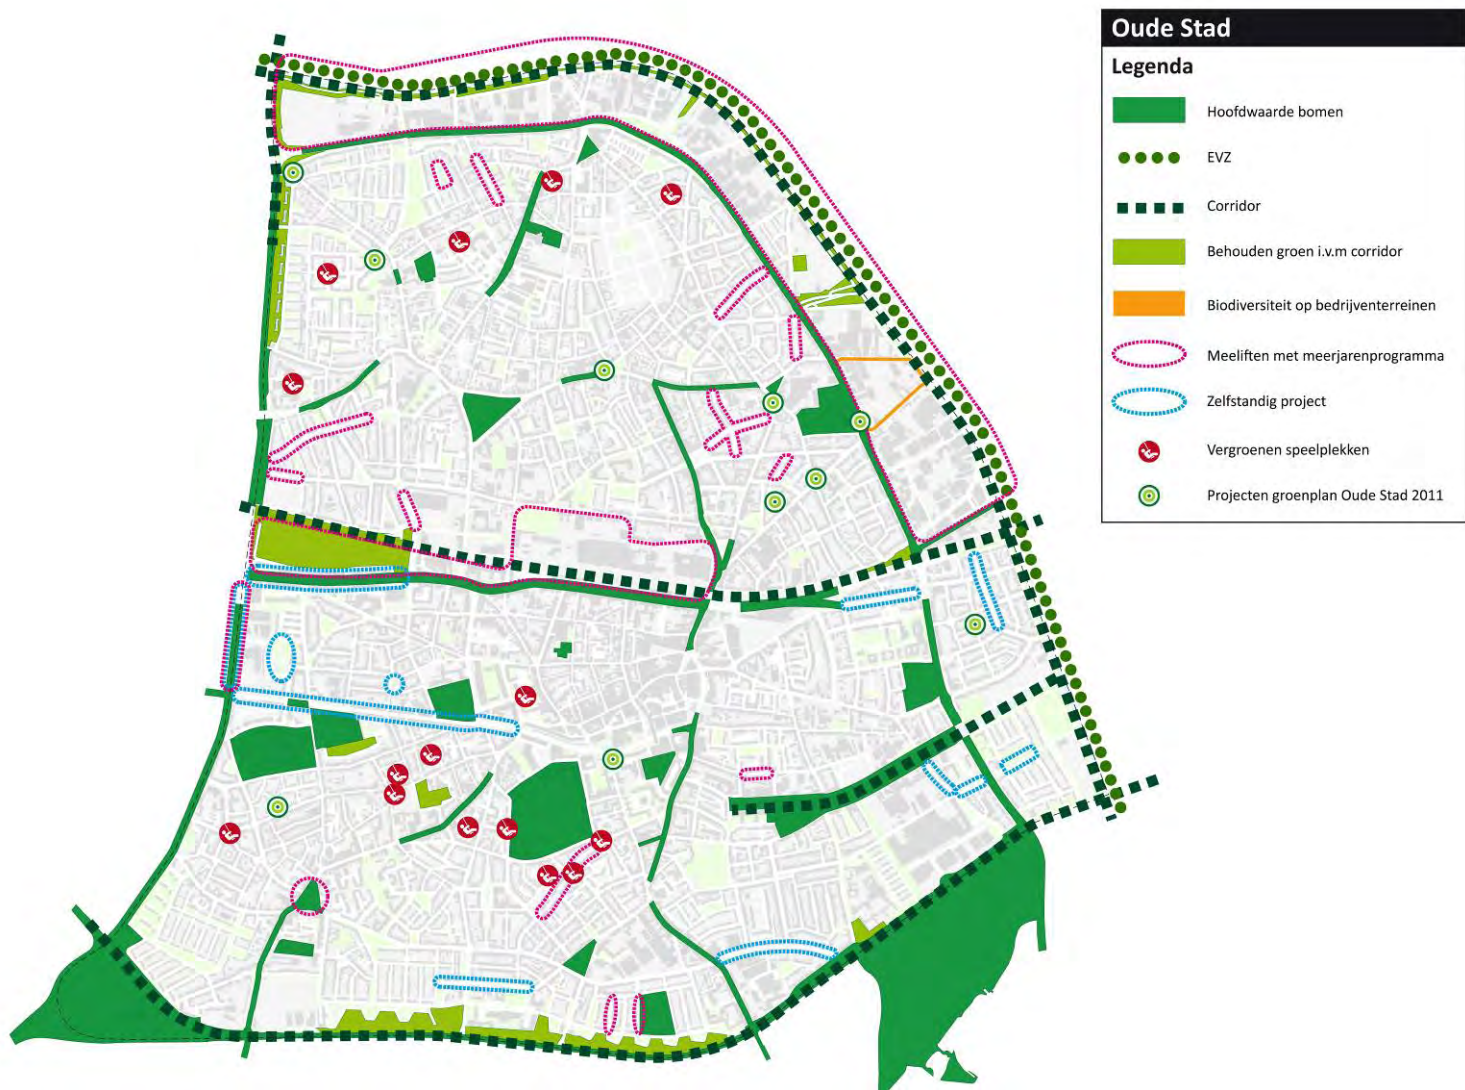 Oude Stad
Legenda
Hoofdwaarde bomen
EVZ
Corridor
Behouden groen i.v.m corridor
Biodiversiteit op bedrijventerreinen
Meeliften met meerjarenprogramma
Zelfstandig project
Vergroenen speelplekken
Projecten groenplan Oude Stad 2011